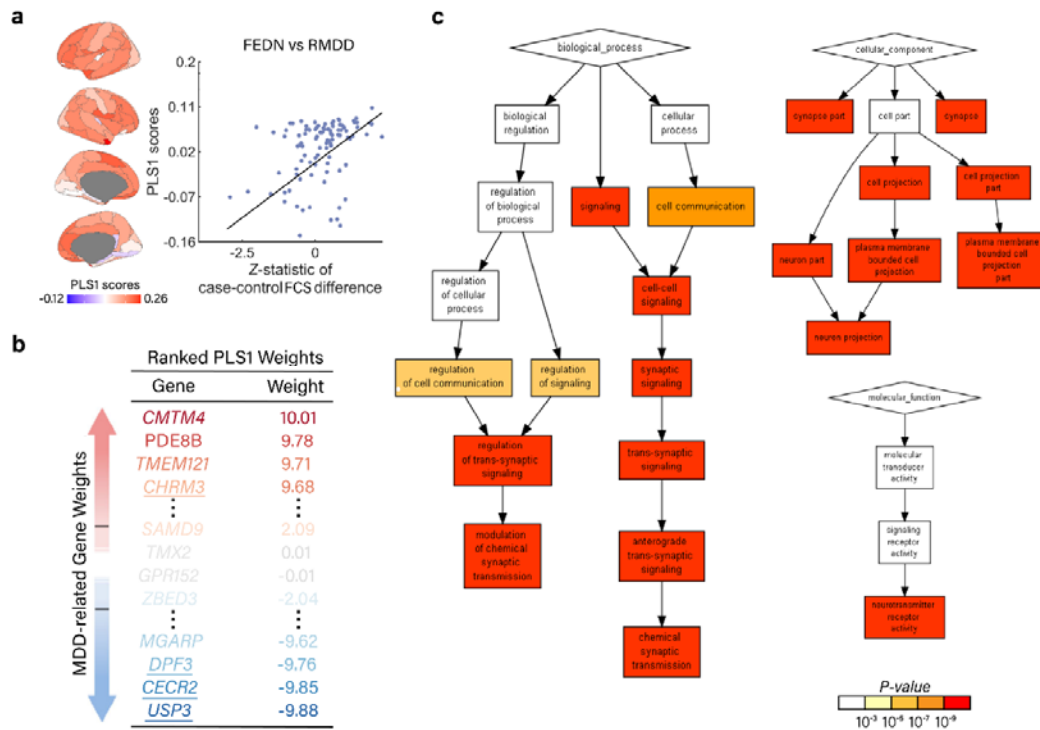 a
FEDN vs RMDD
PLS1 scores
0.2
0.11
0.02
-0.07
-0.16
-2.5
0
2.5
Z-statistic of
case-control FCS difference
PLS1 scores
-0.12
0.26
b
Ranked PLS1 Weights
Gene Weight
CMTM4 10.01
PDE8B 9.78
TMEM121 9.71
CHRM3 9.68
SAMD9 2.09
TMX2 0.01
GPR152 -0.01
ZBED3 -2.04
MGARP -9.62
DPF3 -9.76
CECR2 -9.85
USP3 -9.88
MDD-related Gene Weights
c
biological_process
biological
regulation
cellular
process
regulation
of biological
process
signaling
cell communication
regulation
of cellular
process
cell-cell
signaling
regulation
of cell communication
regulation
of signaling
synaptic
signaling
regulation
of trans-synaptic
signaling
trans-synaptic
signaling
modulation
of chemical
synaptic
transmission
anterograde
trans-synaptic
signaling
chemical
synaptic
transmission
cellular_component
synapse part
cell part
synapse
cell projection
cell projection
part
neuron part
plasma membrane
bounded cell
projection
plasma membrane
bounded cell
projection
part
neuron projection
molecular_function
molecular
transducer
activity
signaling
receptor
activity
neurotransmitter
receptor activity
P-value
10-3 10-5 10-7 10-9